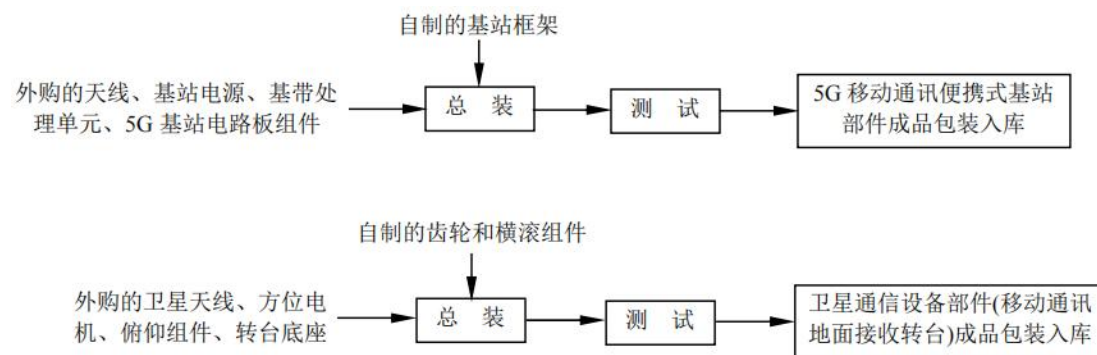 自制的基站框架
外购的天线、基站电源、基带处
理单元、5G 基站电路板组件
总 装
测 试
5G 移动通讯便携式基站
部件成品包装入库
自制的齿轮和横滚组件
外购的卫星天线、方位电
机、俯仰组件、转台底座
总 装
测 试
卫星通信设备部件(移动通讯
地面接收转台)成品包装入库